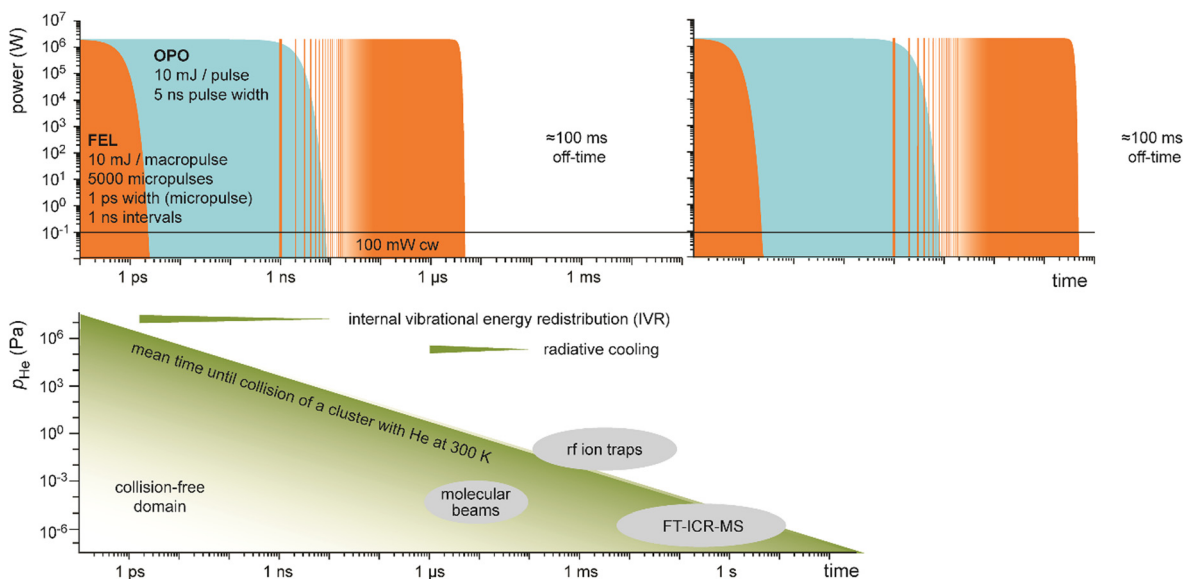 10⁷
10⁶
10⁵
10⁴
10³
10²
10¹
10⁰
10⁻¹
power (W)
OPO
10 mJ / pulse
5 ns pulse width
FEL
10 mJ / macropulse
5000 micropulses
1 ps width (micropulse)
1 ns intervals
≈100 ms
off-time
≈100 ms
off-time
100 mW cw
1 ps
1 ns
1 µs
1 ms
time
internal vibrational energy redistribution (IVR)
radiative cooling
10⁶
10³
10⁰
10⁻³
10⁻⁶
pHe (Pa)
mean time until collision of a cluster with He at 300 K
rf ion traps
collision-free
domain
molecular
beams
FT-ICR-MS
1 ps
1 ns
1 µs
1 ms
1 s
time